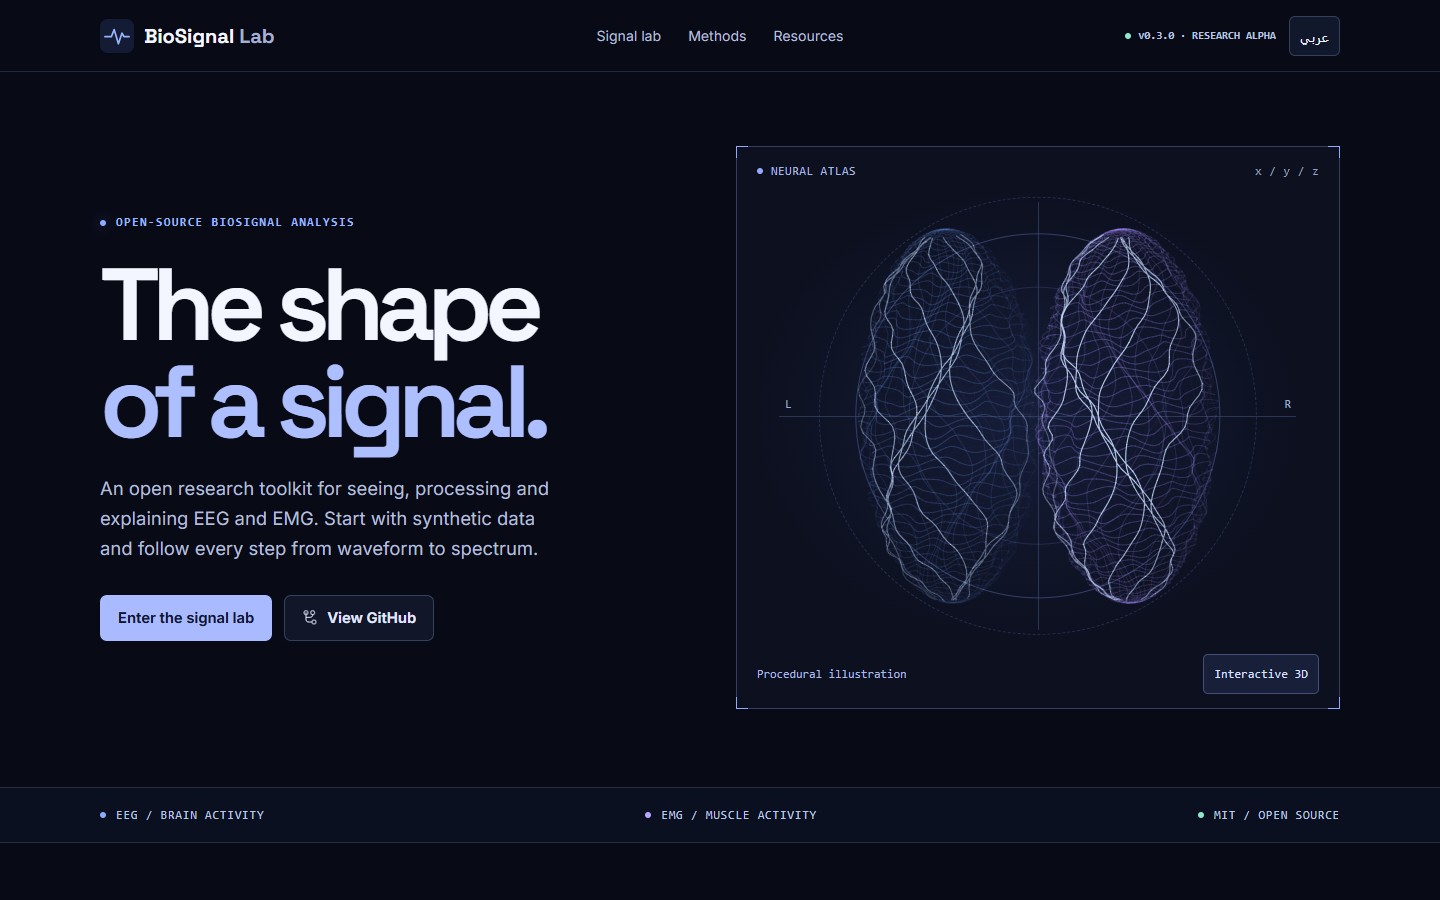 BioSignal Lab
Signal lab
Methods
Resources
v0.3.0 · RESEARCH ALPHA
عربي
NEURAL ATLAS
x / y / z
OPEN-SOURCE BIOSIGNAL ANALYSIS
The shape
of a signal.
L
R
An open research toolkit for seeing, processing and
explaining EEG and EMG. Start with synthetic data
and follow every step from waveform to spectrum.
Enter the signal lab
View GitHub
Procedural illustration
Interactive 3D
EEG / BRAIN ACTIVITY
EMG / MUSCLE ACTIVITY
MIT / OPEN SOURCE